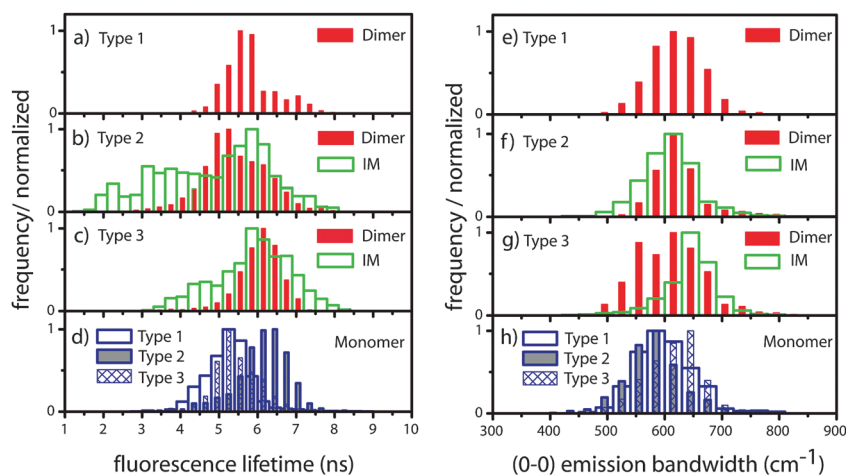 frequency/ normalized
a) Type 1
Dimer
1
0
b) Type 2
Dimer
IM
1
0
c) Type 3
Dimer
IM
1
0
d)
Type 1
Type 2
Type 3
Monomer
1
0
1 2 3 4 5 6 7 8 9 10
fluorescence lifetime (ns)
frequency / normalized
e) Type 1
Dimer
1
0
f) Type 2
Dimer
IM
1
0
g) Type 3
Dimer
IM
1
0
h)
Type 1
Type 2
Type 3
Monomer
1
0
300 400 500 600 700 800 900
(0-0) emission bandwidth (cm⁻¹)